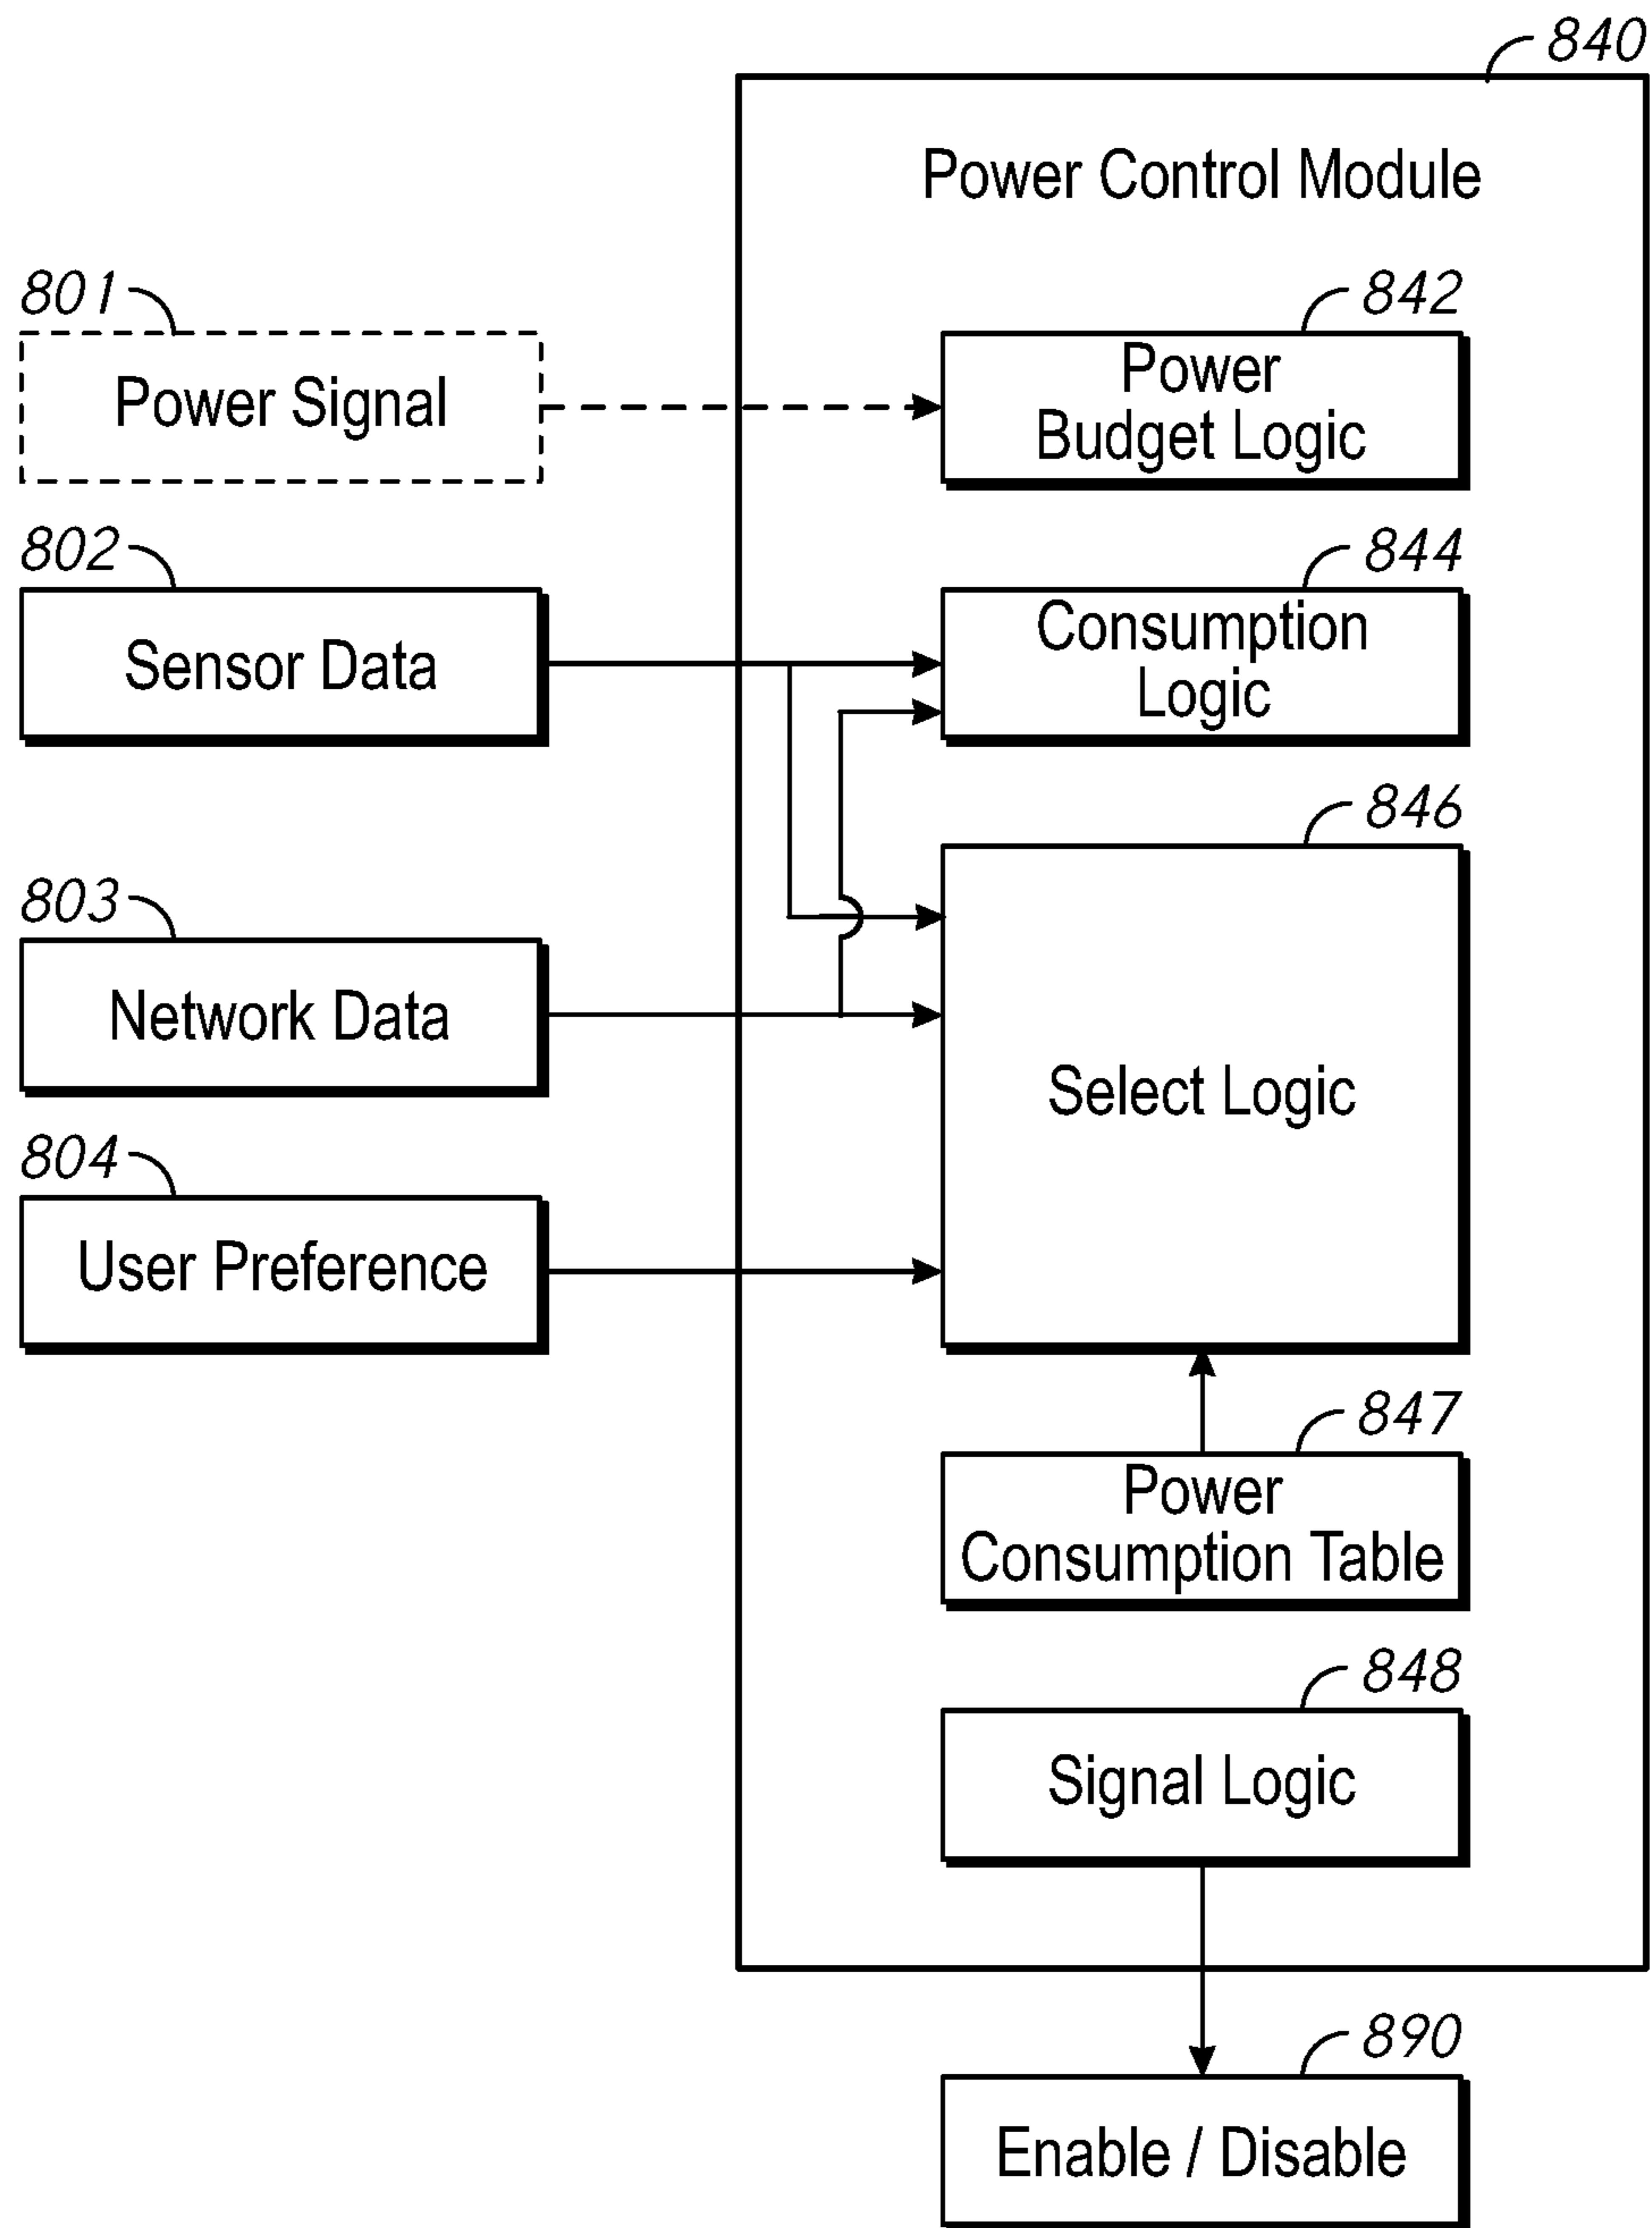 840
Power Control Module
801
Power Signal
842
Power
Budget Logic
802
Sensor Data
844
Consumption
Logic
846
803
Network Data
Select Logic
804
User Preference
847
Power
Consumption Table
848
Signal Logic
890
Enable / Disable